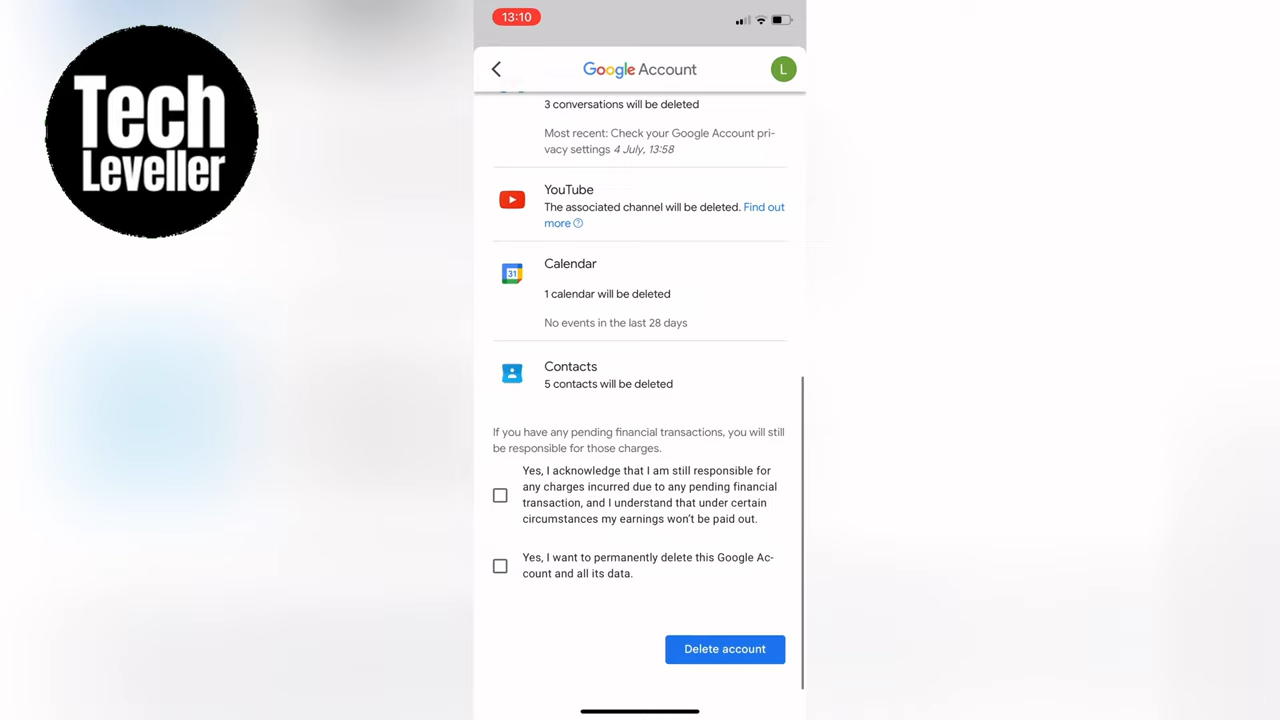 13:10
Tech
Leveller
Google Account
L
3 conversations will be deleted
Most recent: Check your Google Account pri-
vacy settings 4 July, 13:58
YouTube
The associated channel will be deleted. Find out
more ?
Calendar
31
1 calendar will be deleted
No events in the last 28 days
Contacts
5 contacts will be deleted
If you have any pending financial transactions, you will still
be responsible for those charges.
Yes, I acknowledge that I am still responsible for
any charges incurred due to any pending financial
transaction, and I understand that under certain
circumstances my earnings won't be paid out.
Yes, I want to permanently delete this Google Ac-
count and all its data.
Delete account